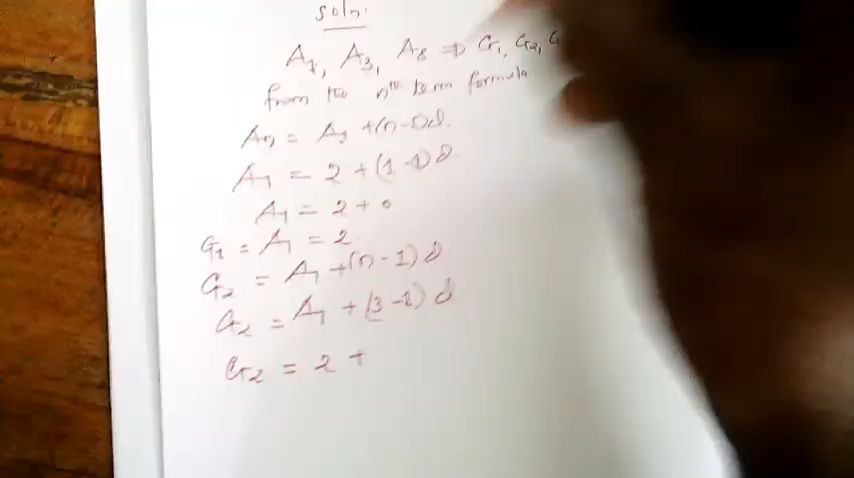 Soln.
A1, A3, A8 ⇒ G1, G2, G
from the nth term formula.
An = A1 +(n-1)d.
A1 = 2 +(1-1)d
A1 = 2 + 0
G1 = A1 = 2.
G2 = A1 +(n-1)d
G2 = A1 +(3-1)d
G2 = 2 +